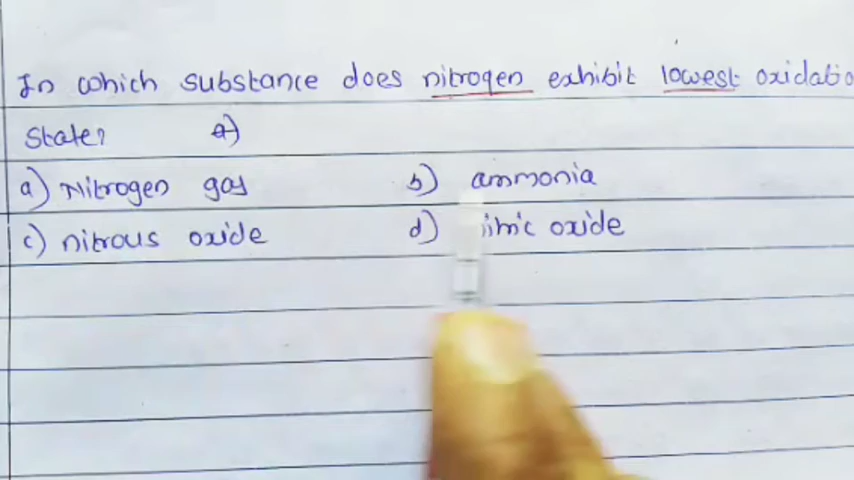 In which substance does nitrogen exhibit lowest oxidatio
State? a)
a) Nitrogen gas b) ammonia
c) nitrous oxide d) itric oxide